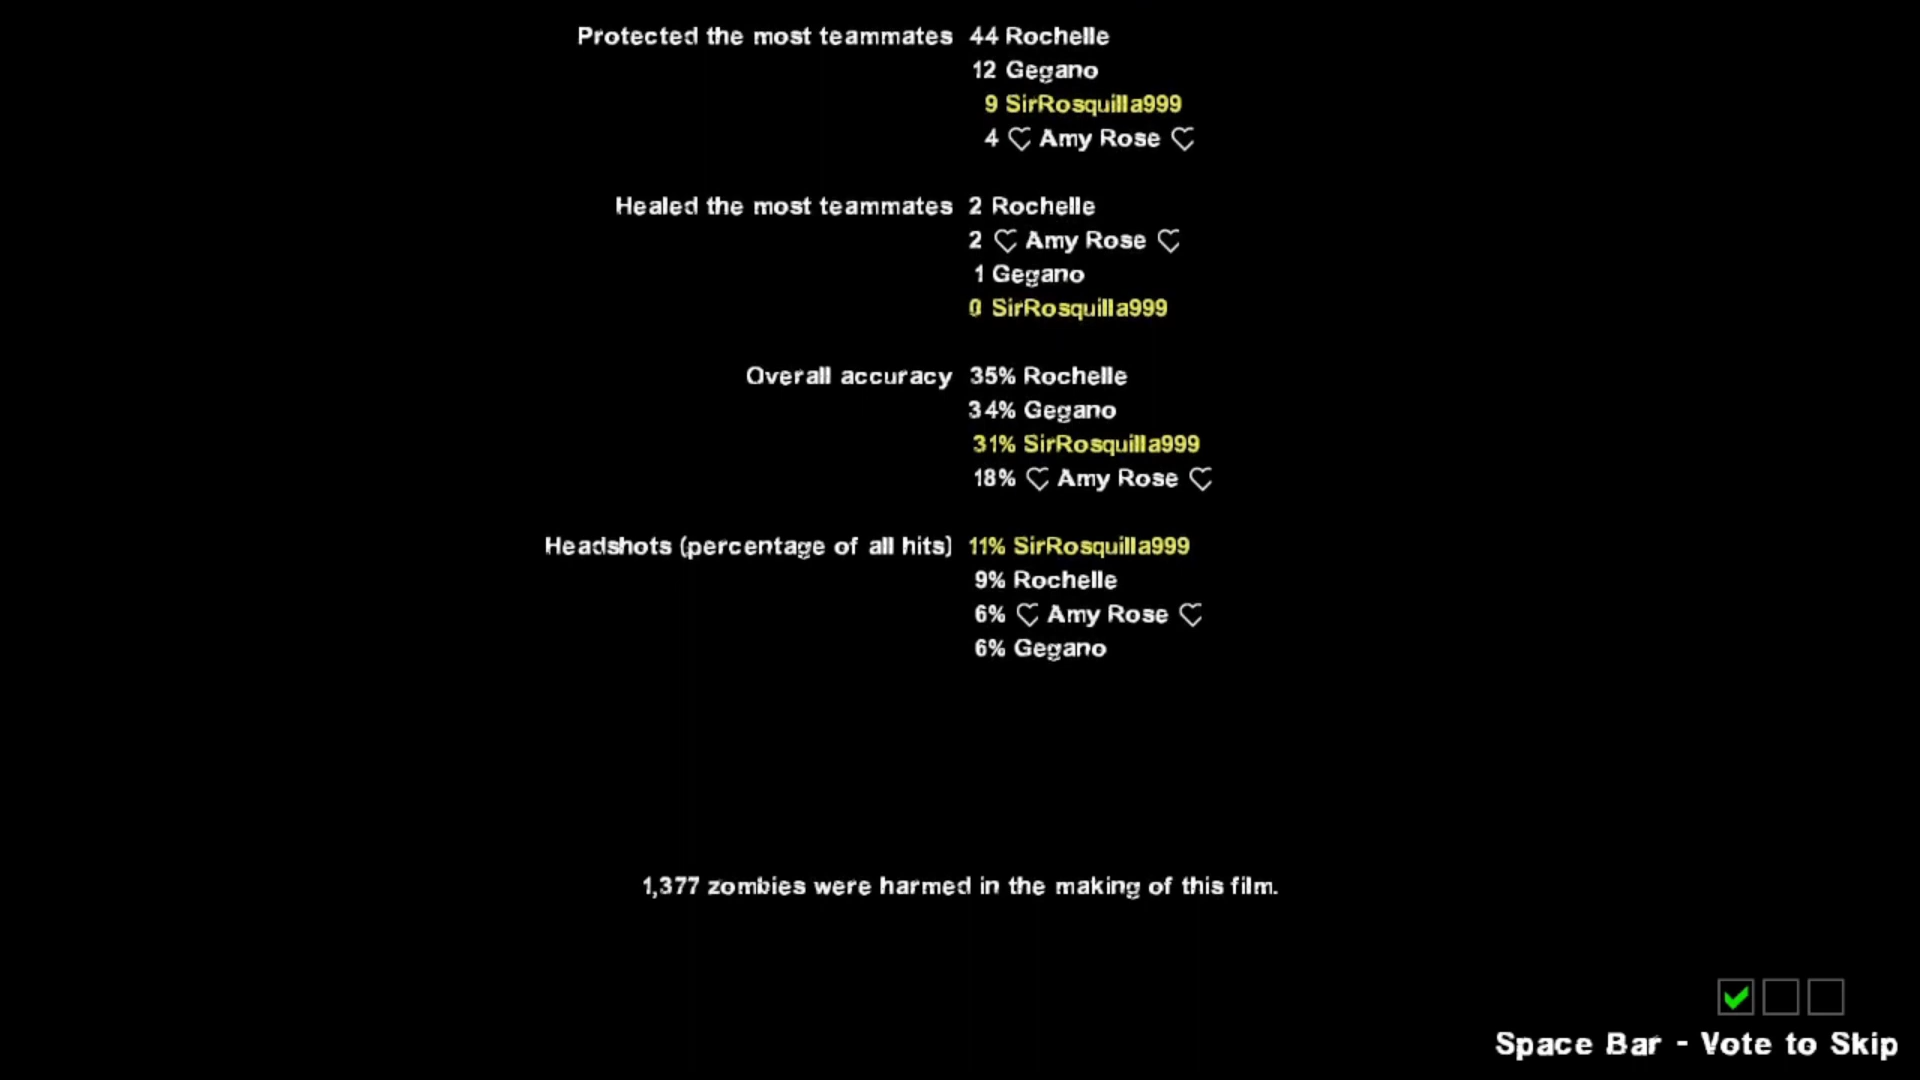 Protected the most teammates 44 Rochelle
12 Gegano
9 SirRosquilla999
4 ♡ Amy Rose ♡
Healed the most teammates 2 Rochelle
2 ♡ Amy Rose ♡
1 Gegano
0 SirRosquilla999
Overall accuracy 35% Rochelle
34% Gegano
31% SirRosquilla999
18% ♡ Amy Rose ♡
Headshots (percentage of all hits) 11% SirRosquilla999
9% Rochelle
6% ♡ Amy Rose ♡
6% Gegano
1,377 zombies were harmed in the making of this film.
Space Bar - Vote to Skip